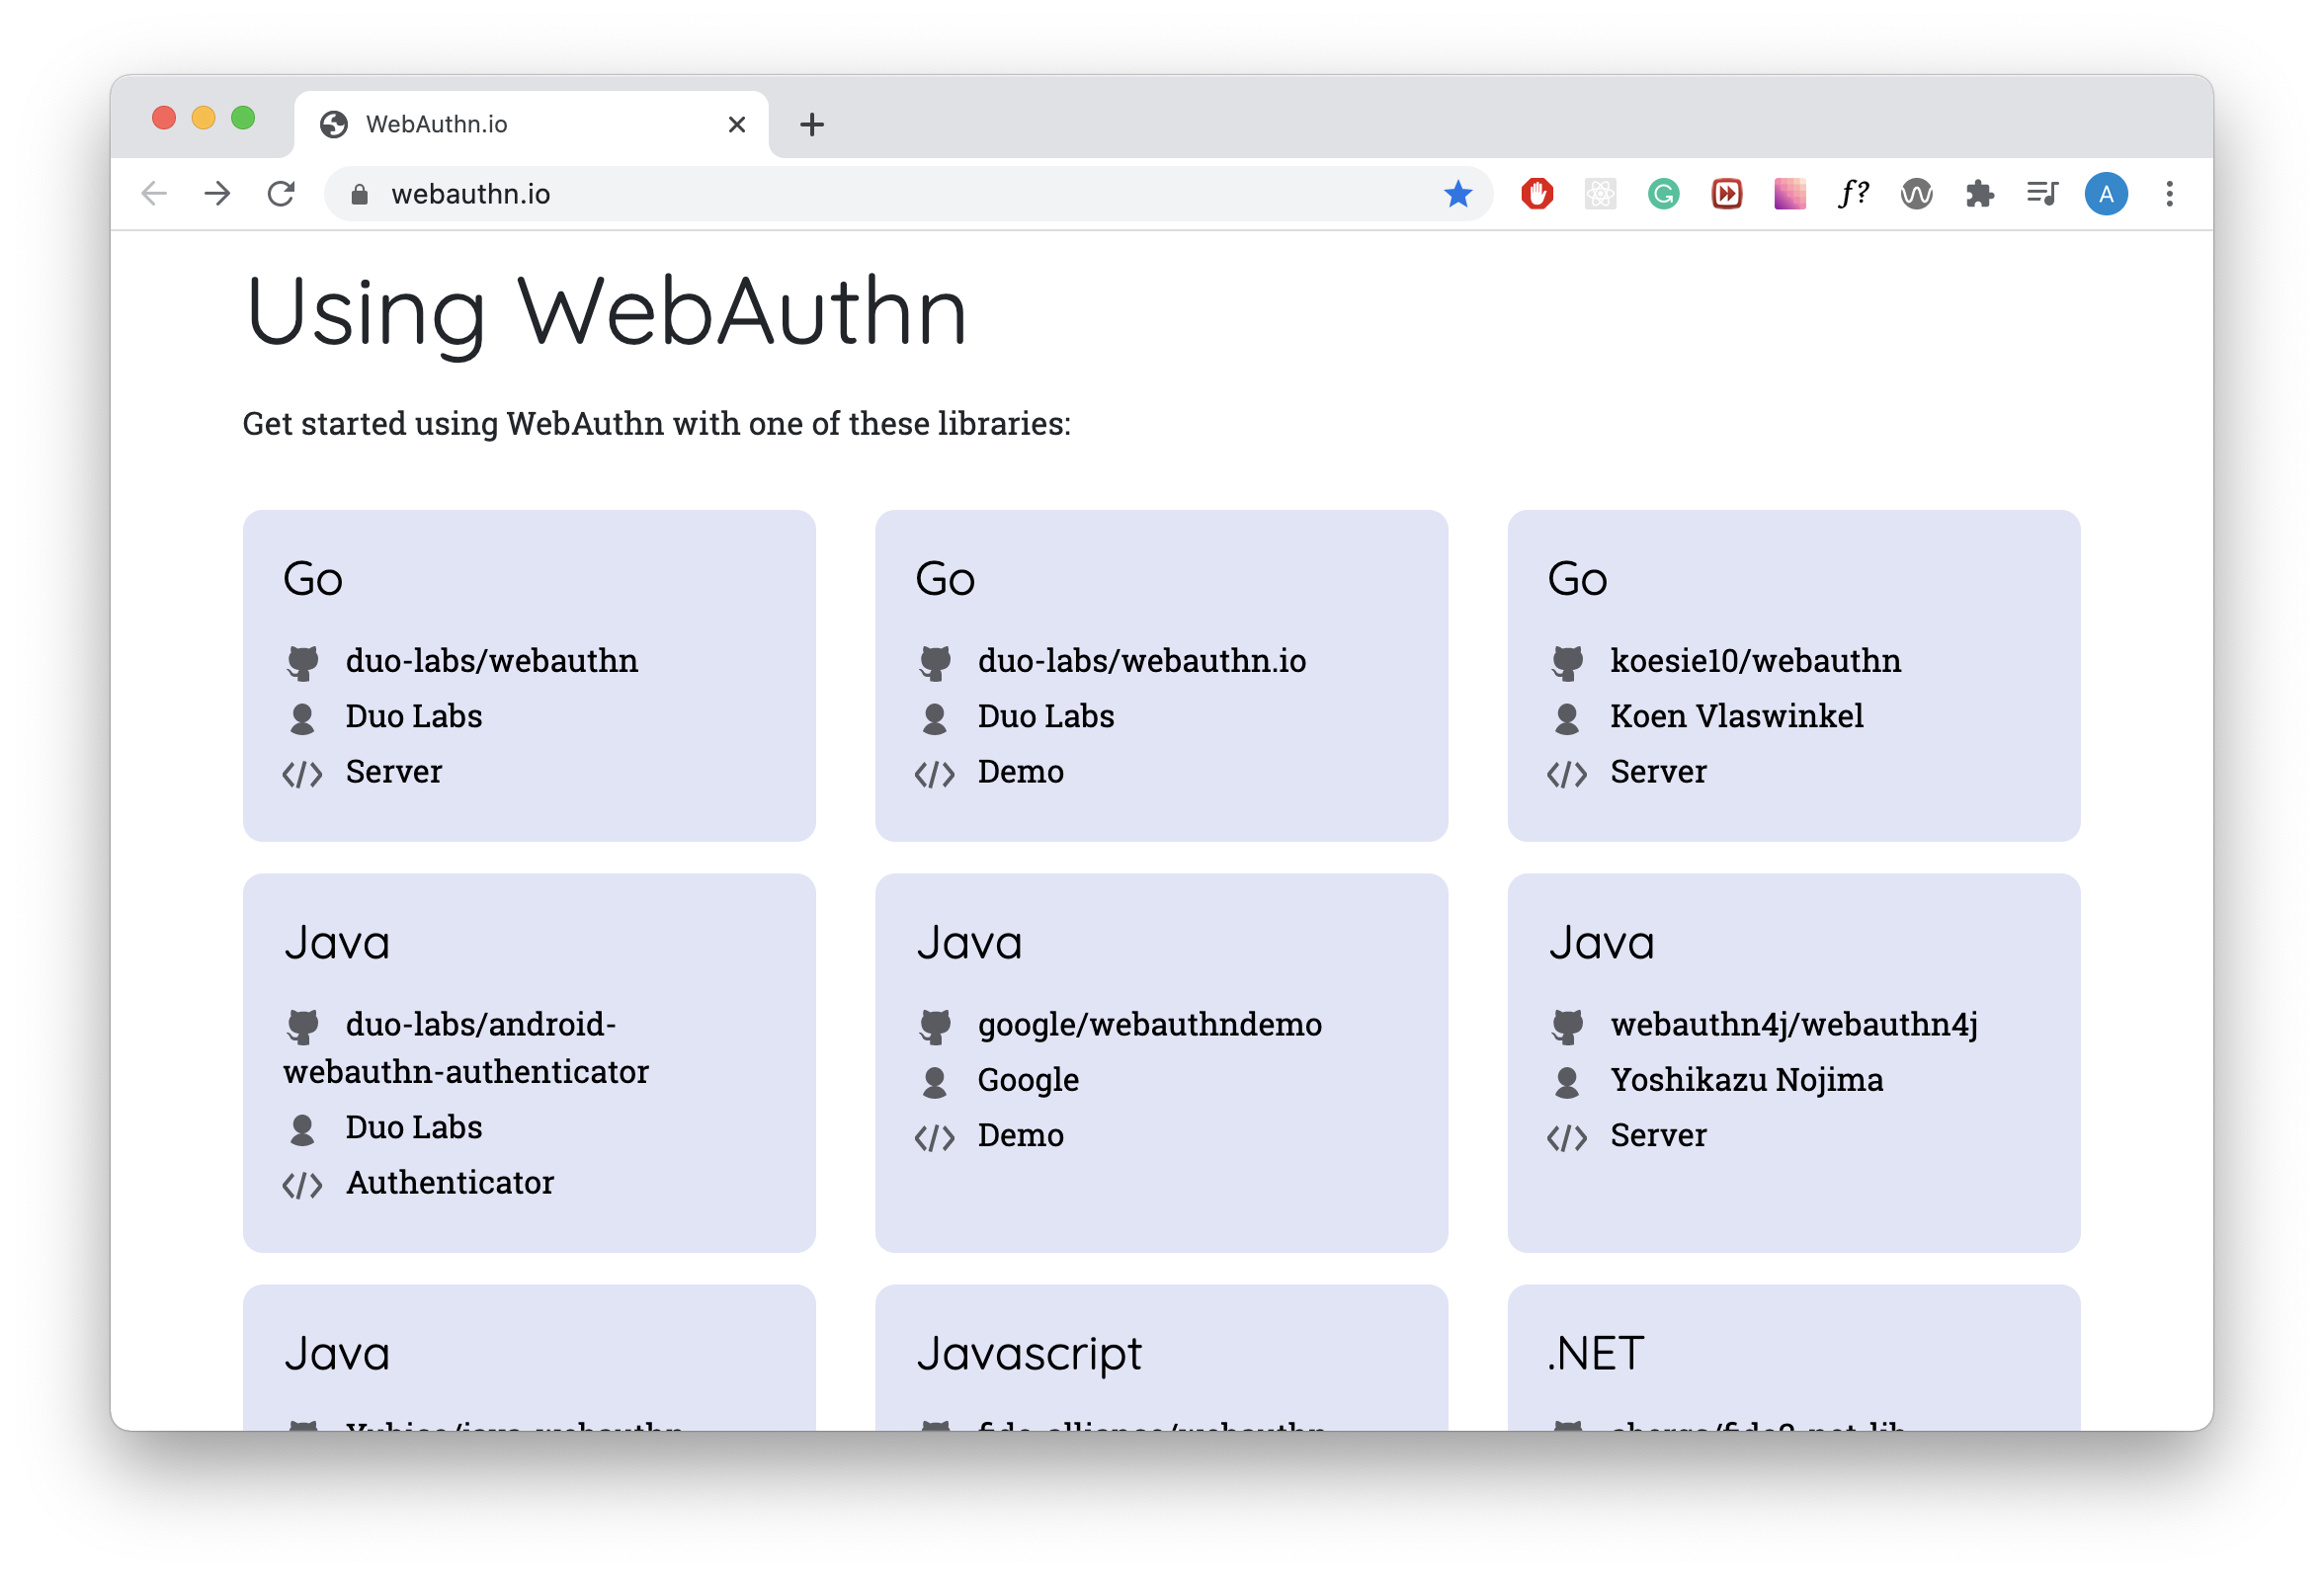 WebAuthn.io
webauthn.io
f?
A
Using WebAuthn
Get started using WebAuthn with one of these libraries:
Go
duo-labs/webauthn
Duo Labs
Server
Go
duo-labs/webauthn.io
Duo Labs
Demo
Go
koesie10/webauthn
Koen Vlaswinkel
Server
Java
duo-labs/android-
webauthn-authenticator
Duo Labs
Authenticator
Java
google/webauthndemo
Google
Demo
Java
webauthn4j/webauthn4j
Yoshikazu Nojima
Server
Java
Javascript
.NET